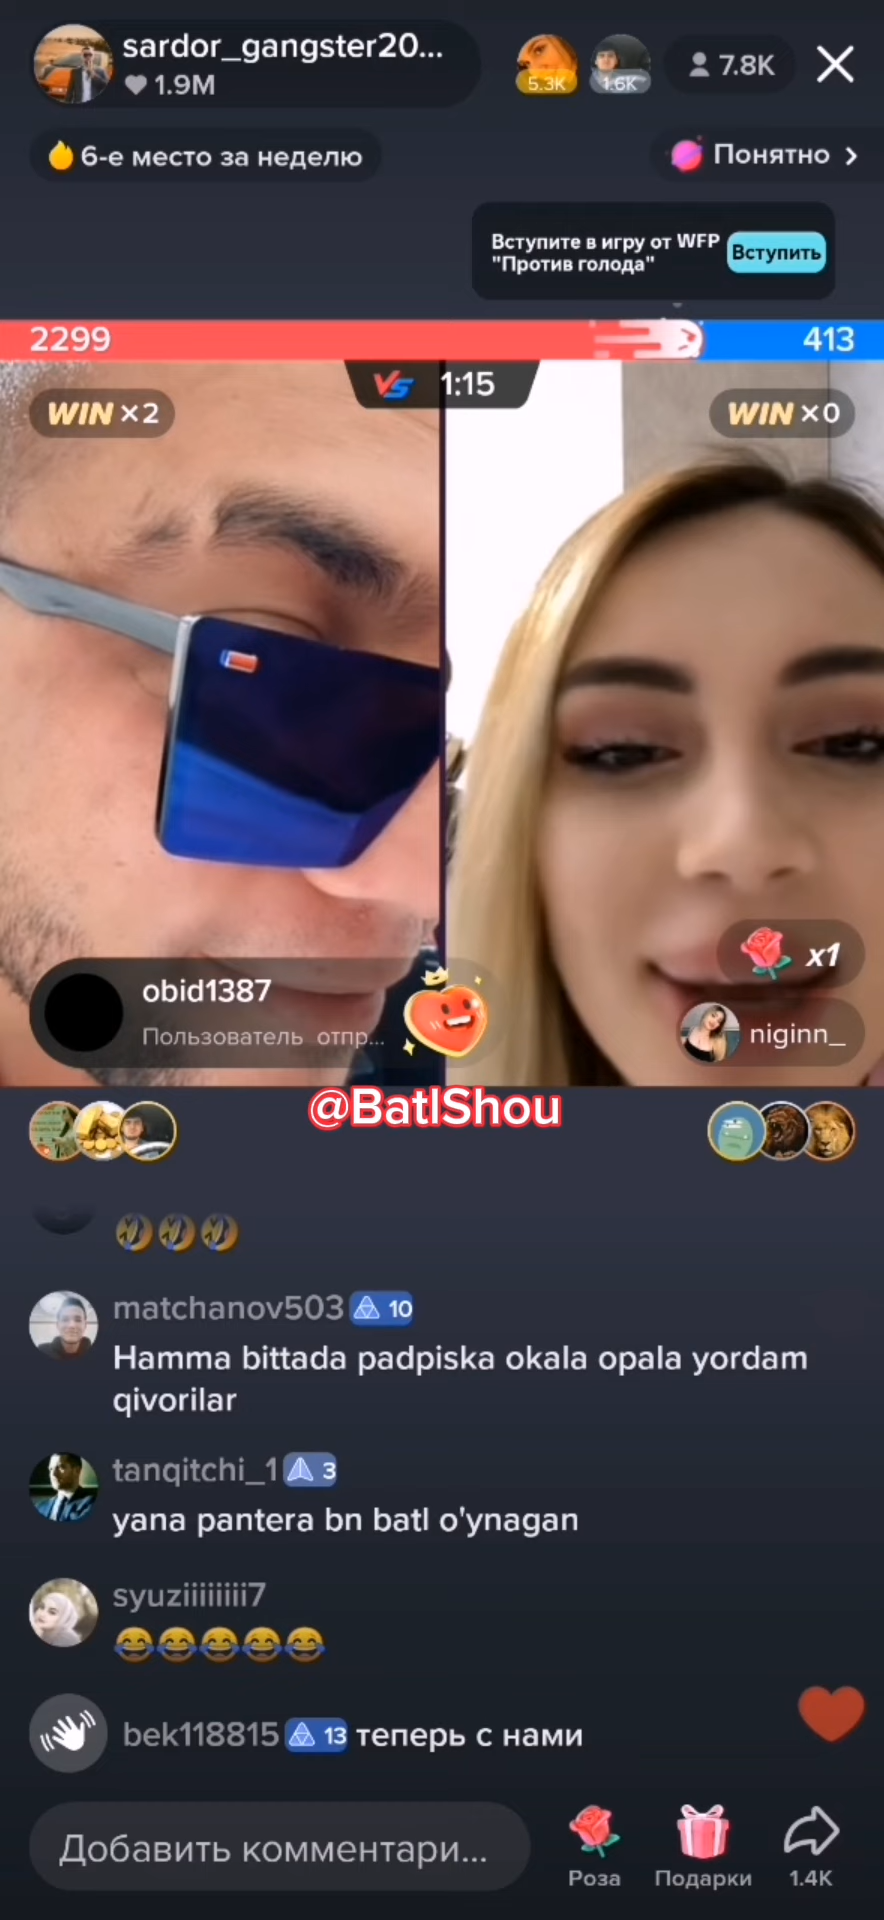 sardor_gangster20...
1.9M
5.3K
1.6K
7.8K
6-е место за неделю
Понятно
Вступите в игру от WFP
"Против голода"
Вступить
2299
413
VS 1:15
WIN ×2
WIN ×0
x1
obid1387
Пользователь отпр...
niginn_
@BatlShou
matchanov503 10
Hamma bittada padpiska okala opala yordam
qivorilar
tanqitchi_1 3
yana pantera bn batl o'ynagan
syuziiiiiiii7
😂😂😂😂😂
bek118815 13 теперь с нами
Добавить комментари...
Роза
Подарки
1.4K